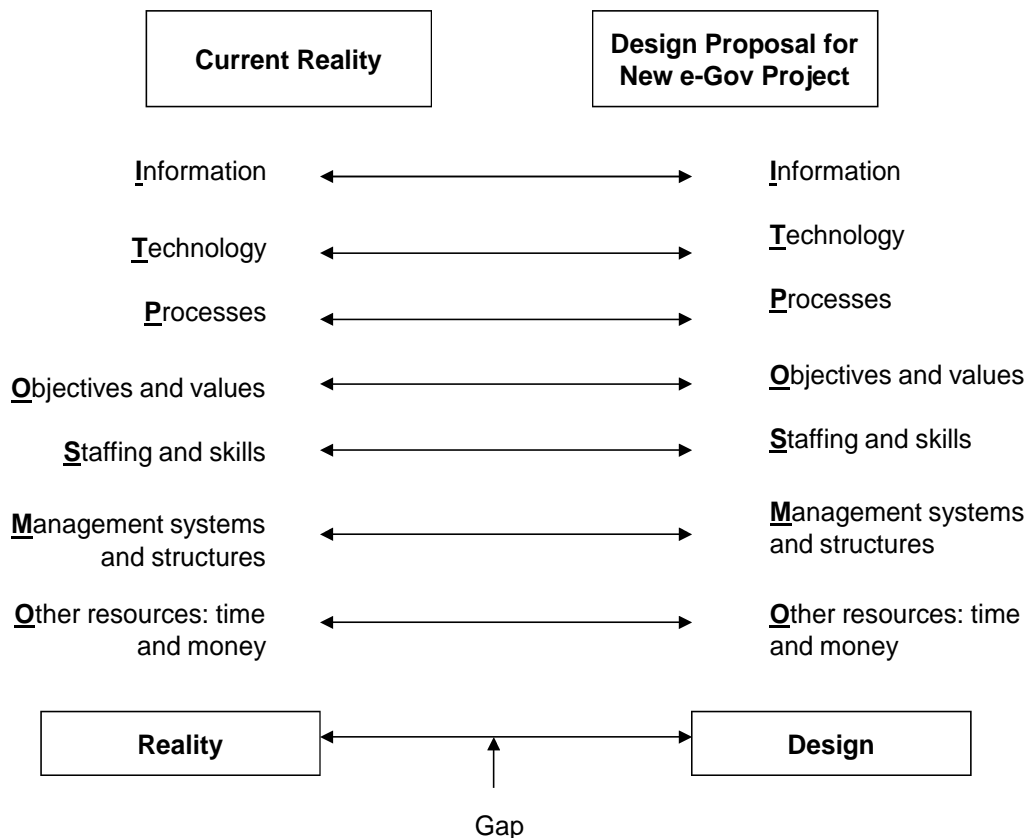 Current Reality
Design Proposal for
New e-Gov Project
Information
Information
Technology
Technology
Processes
Processes
Objectives and values
Objectives and values
Staffing and skills
Staffing and skills
Management systems
and structures
Management systems
and structures
Other resources: time
and money
Other resources: time
and money
Reality
Design
Gap